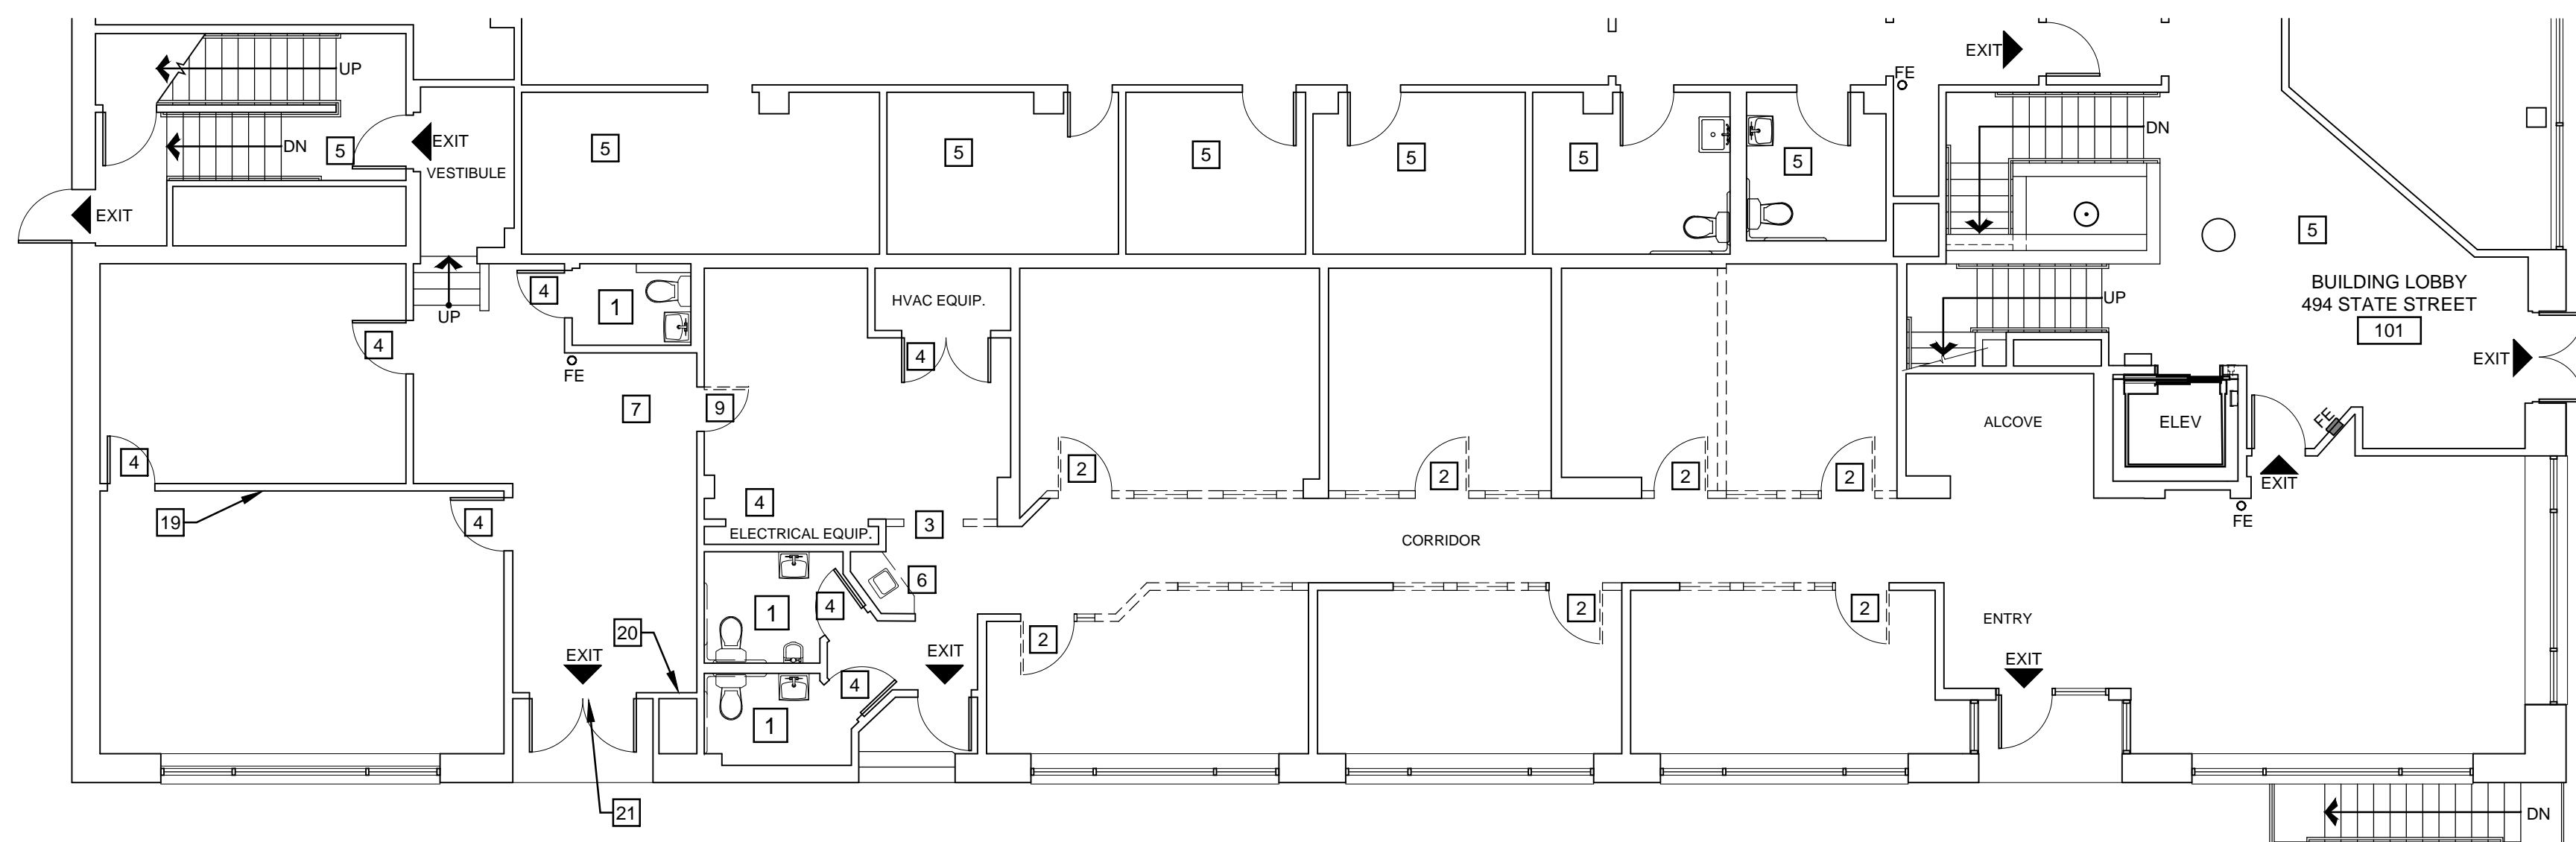 EXIT
UP
FE
DN
5
EXIT
VESTIBULE
5
5
5
5
5
5
DN
EXIT
5
BUILDING LOBBY
494 STATE STREET
101
4
1
HVAC EQUIP.
UP
UP
4
FE
4
EXIT
7
9
ALCOVE
ELEV
FE
4
2
2
2
2
EXIT
19
4
4
3
FE
ELECTRICAL EQUIP.
CORRIDOR
6
1
4
2
2
2
20
ENTRY
EXIT
EXIT
EXIT
4
1
21
DN